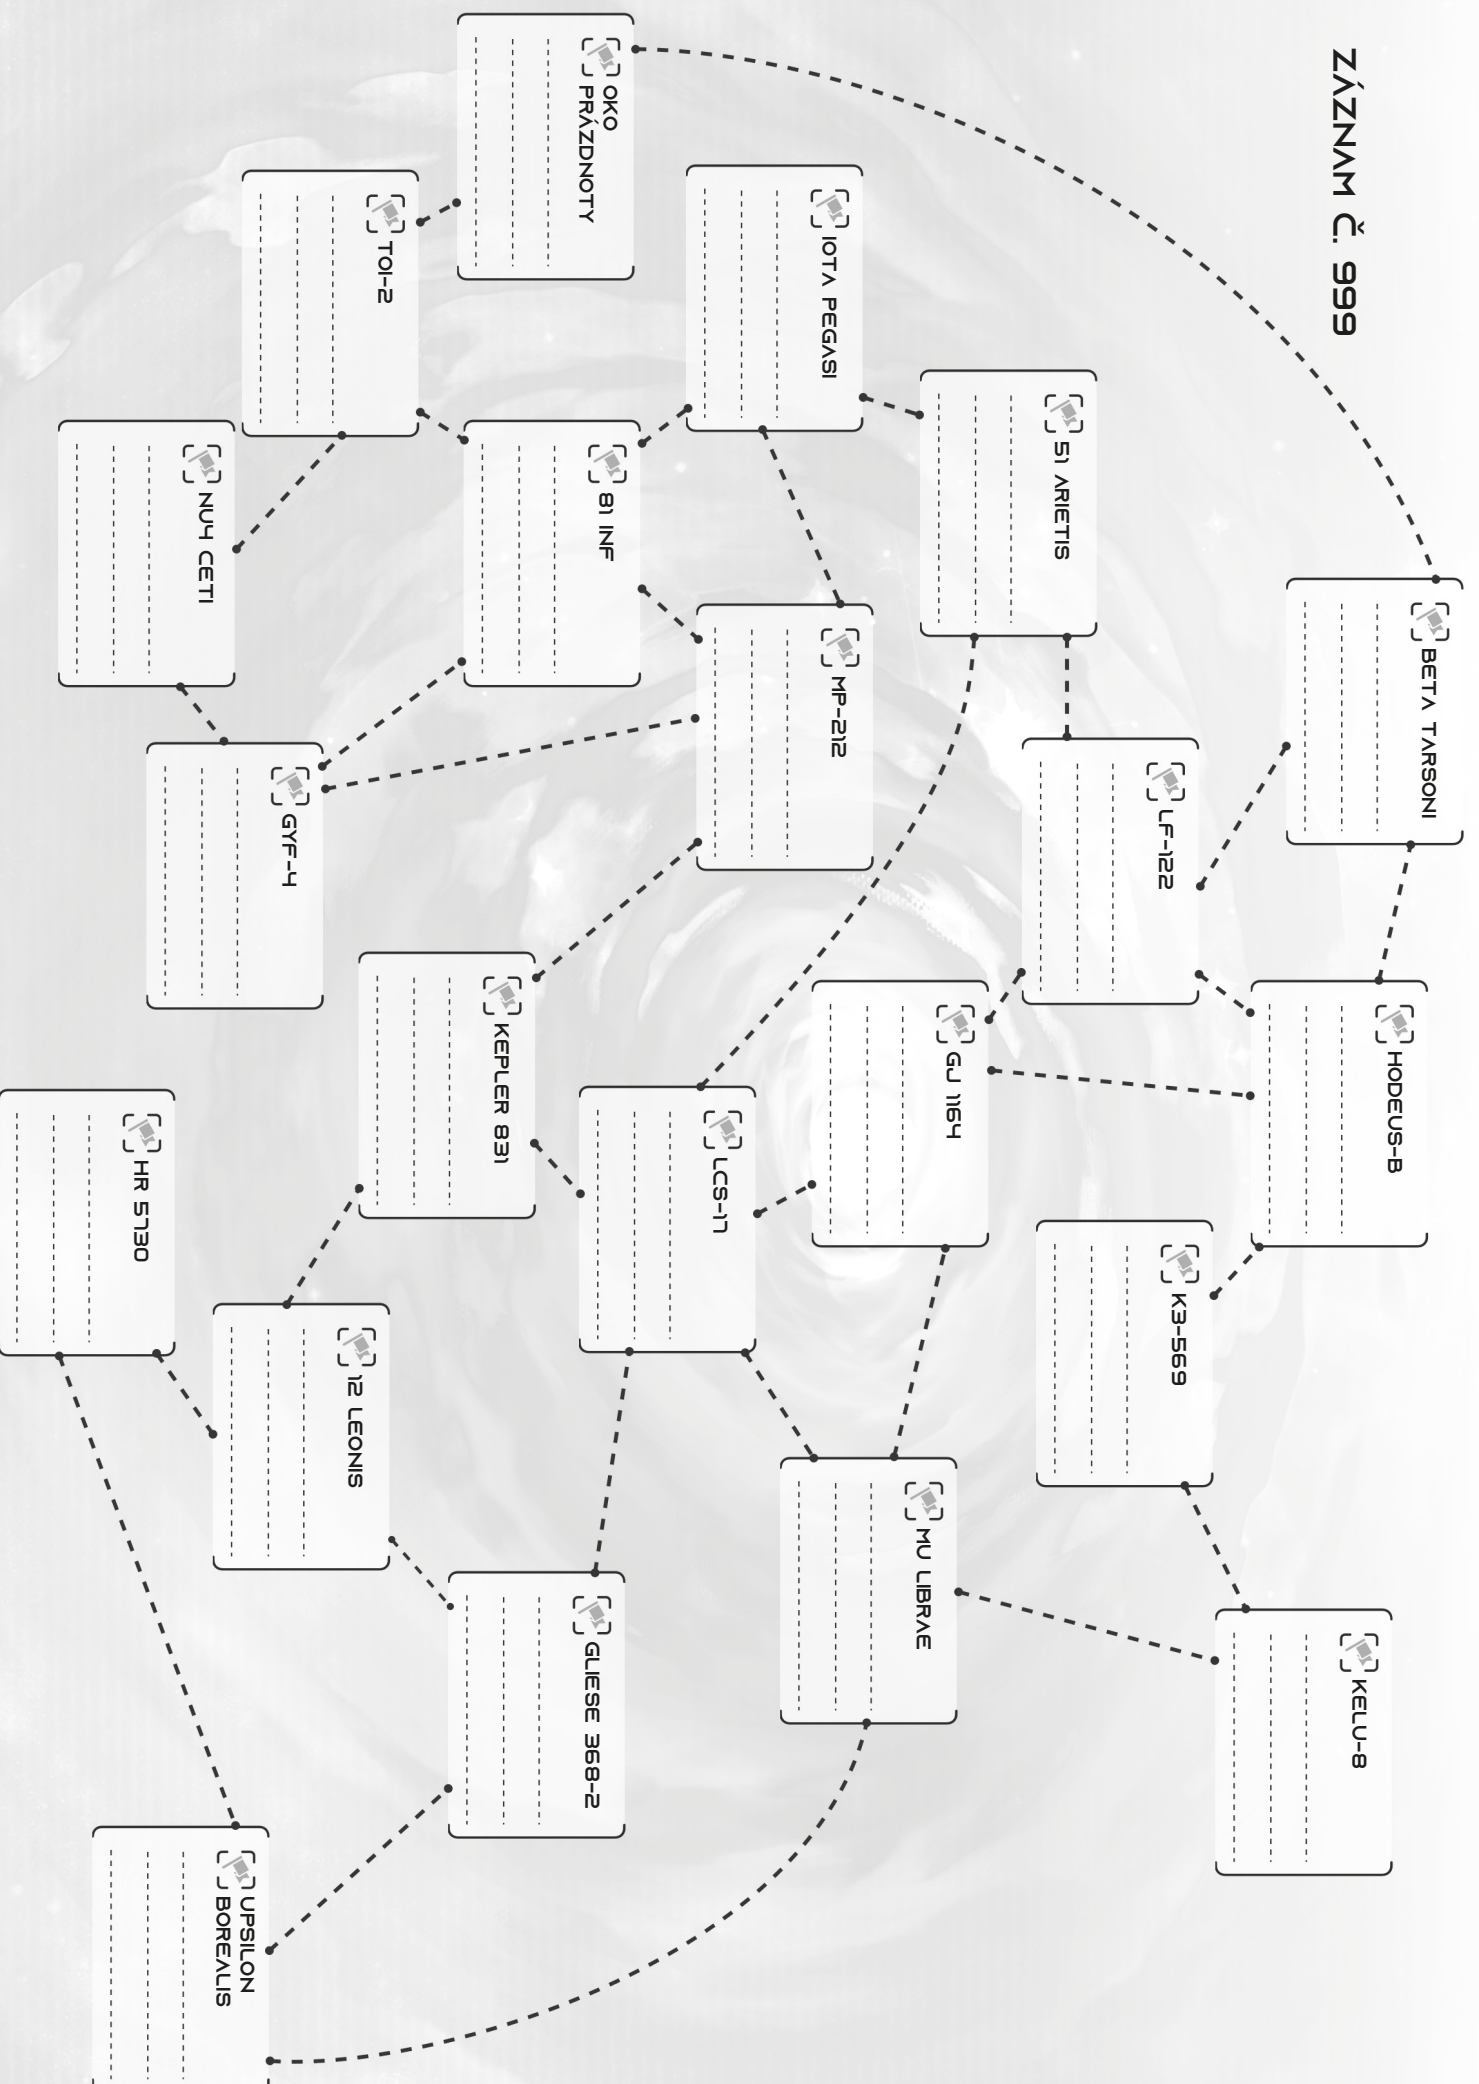 ZÁZNAM Č. 999
BETA TARSONI
HODEUS-B
KELU-8
LF-122
K3-569
51 ARIETIS
GJ 1164
MU LIBRAE
IOTA PEGASI
MP-212
LCS-17
OKO
PRÁZDNOTY
81 INF
KEPLER 831
GLIESE 368-2
TOI-2
GYF-4
12 LEONIS
NU4 CETI
HR 5730
UPSILON
BOREALIS